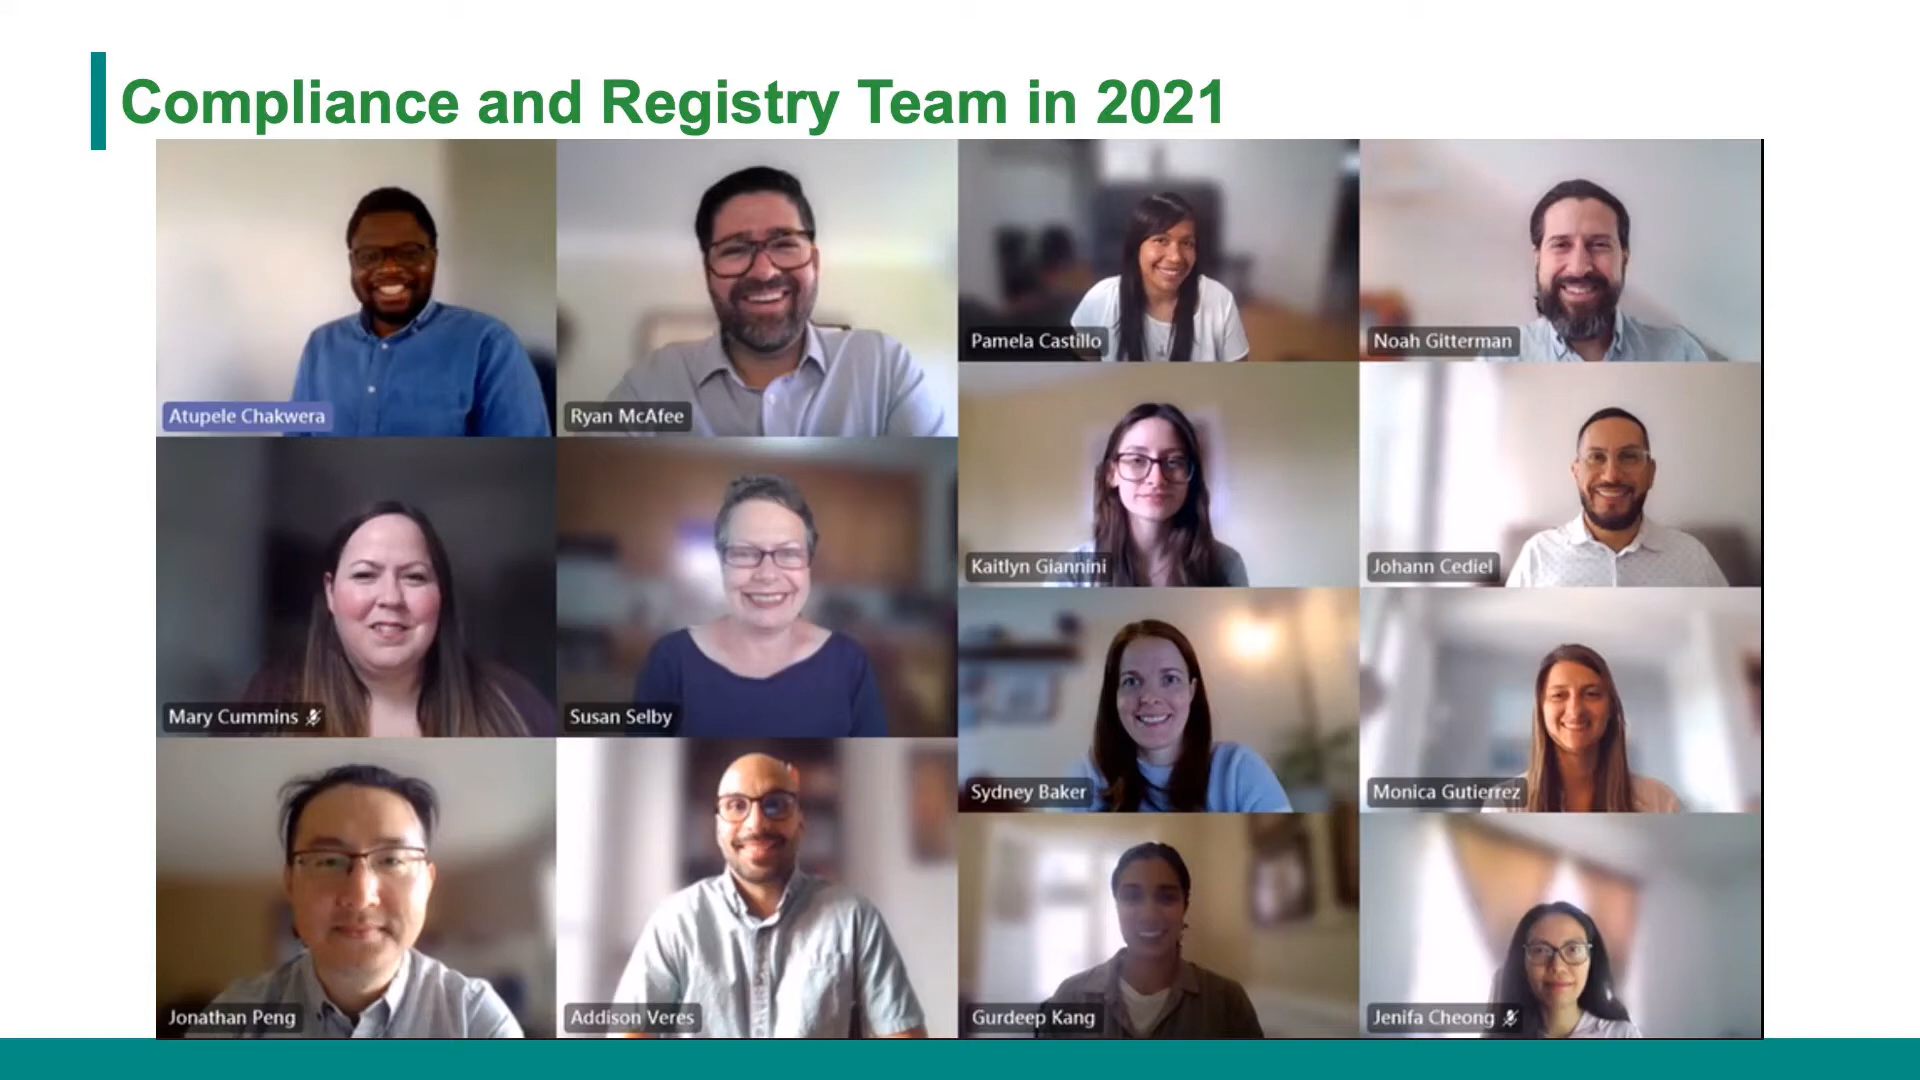 Compliance and Registry Team in 2021
Atupele Chakwera
Ryan McAfee
Pamela Castillo
Noah Gitterman
Kaitlyn Giannini
Johann Cediel
Mary Cummins
Susan Selby
Sydney Baker
Monica Gutierrez
Jonathan Peng
Addison Veres
Gurdeep Kang
Jenifa Cheong